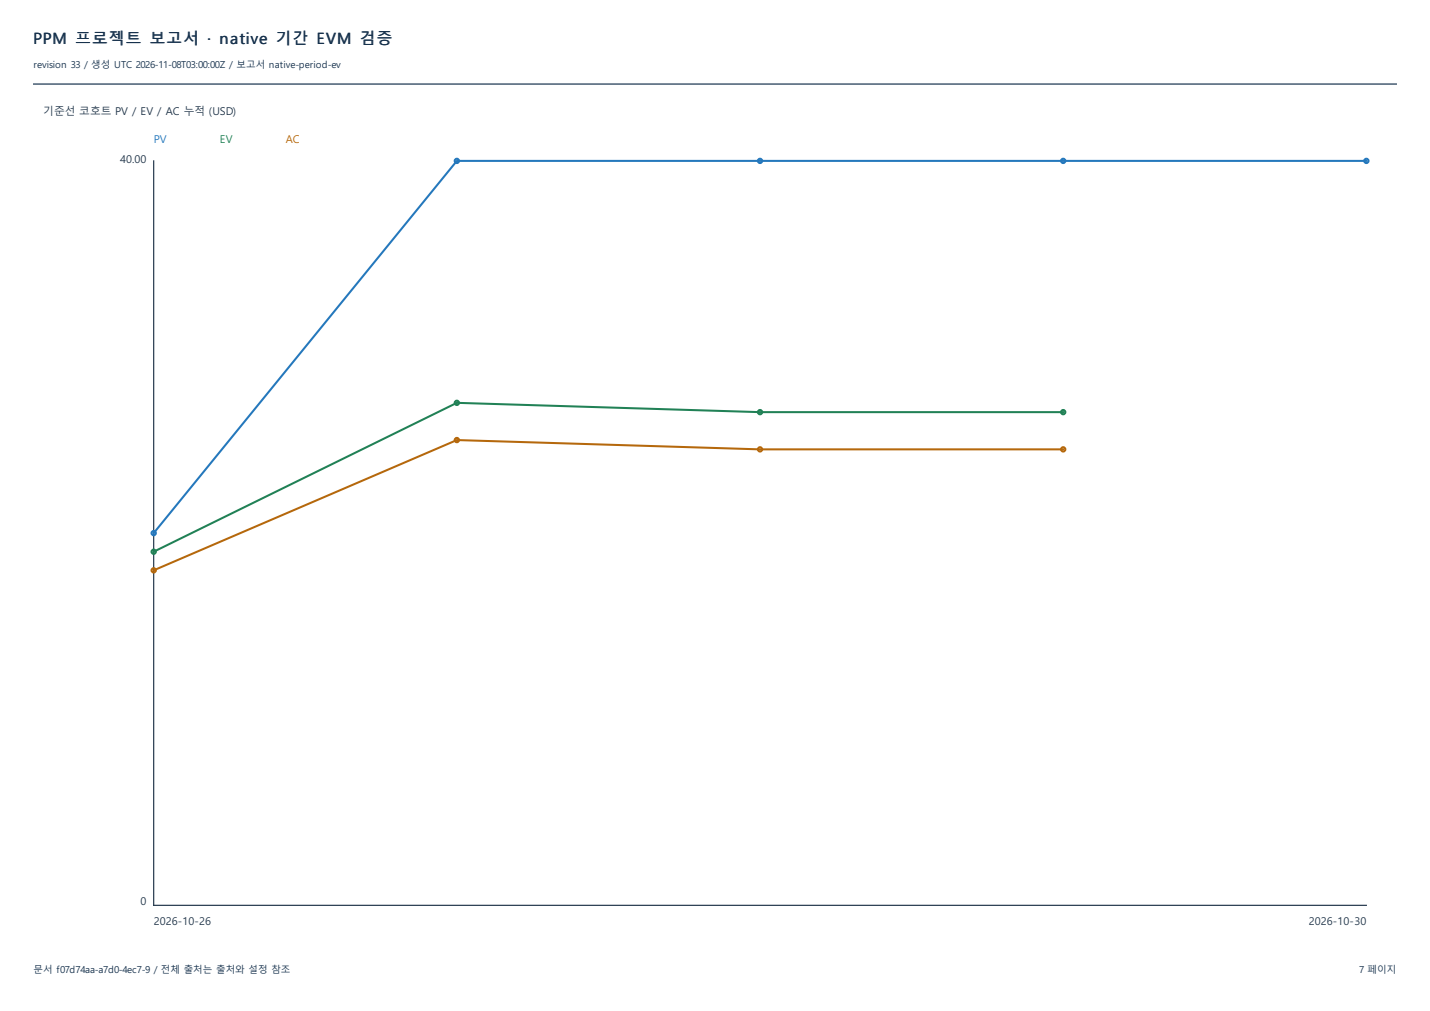 PPM 프로젝트 보고서 · native 기간 EVM 검증
revision 33 / 생성 UTC 2026-11-08T03:00:00Z / 보고서 native-period-ev
기준선 코호트 PV / EV / AC 누적 (USD)
PV EV AC
40.00
0
2026-10-26 2026-10-30
문서 f07d74aa-a7d0-4ec7-9 / 전체 출처는 출처와 설정 참조 7 페이지